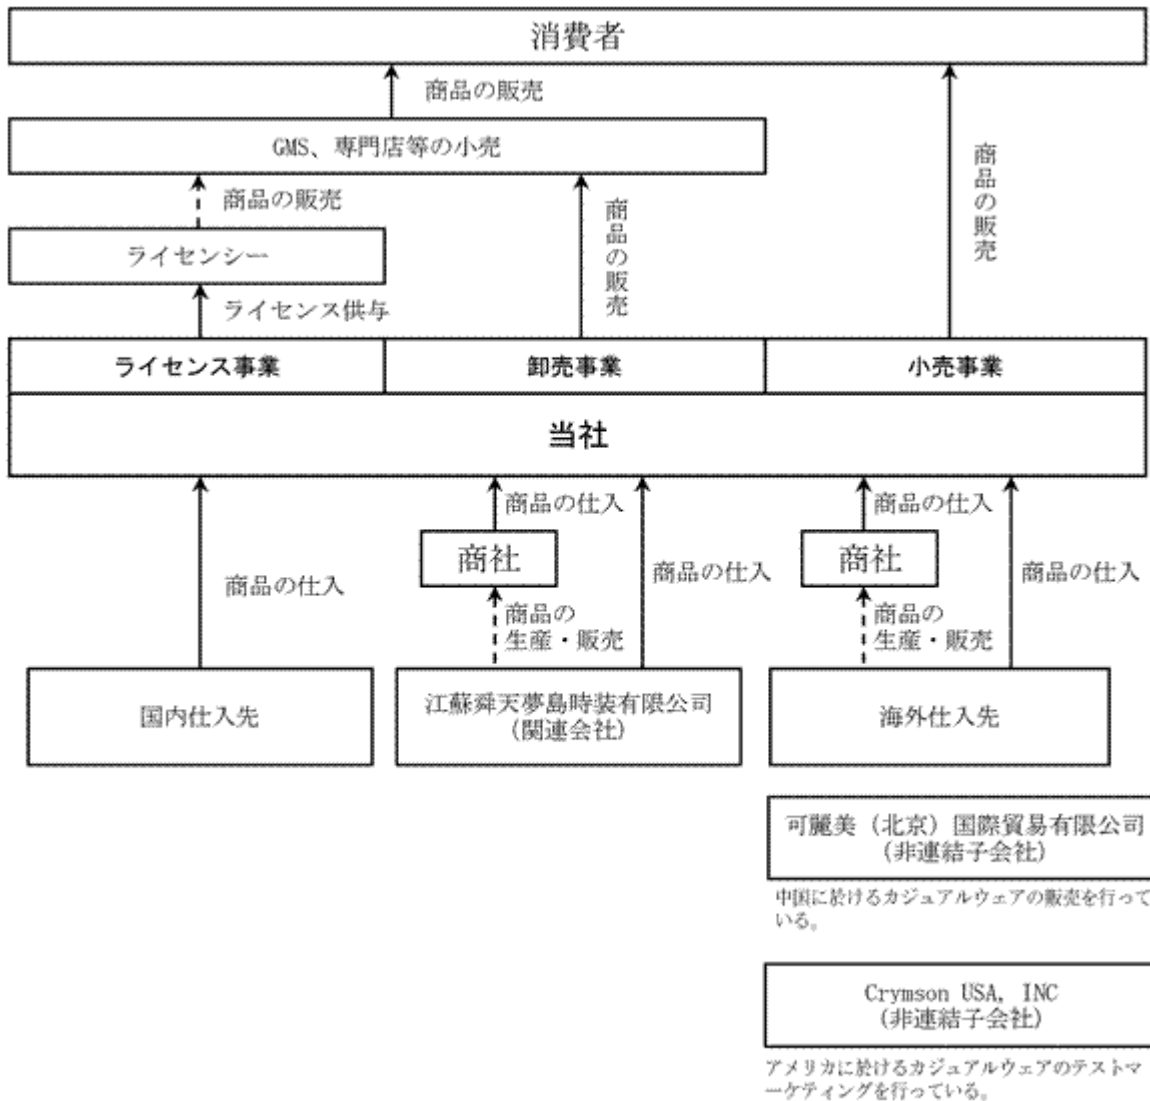 消費者
商品の販売
GMS、専門店等の小売
商品の販売
商品の販売
商品の販売
ライセンシー
ライセンス供与
ライセンス事業
卸売事業
小売事業
当社
商品の仕入
商品の仕入
商社
商社
商品の仕入
商品の仕入
商品の仕入
商品の
生産・販売
商品の
生産・販売
国内仕入先
江蘇舜天夢島時装有限公司
(関連会社)
海外仕入先
可麗美（北京）国際貿易有限公司
(非連結子会社)
中国に於けるカジュアルウェアの販売を行って
いる。
Crymson USA, INC
(非連結子会社)
アメリカに於けるカジュアルウェアのテストマ
ーケティングを行っている。